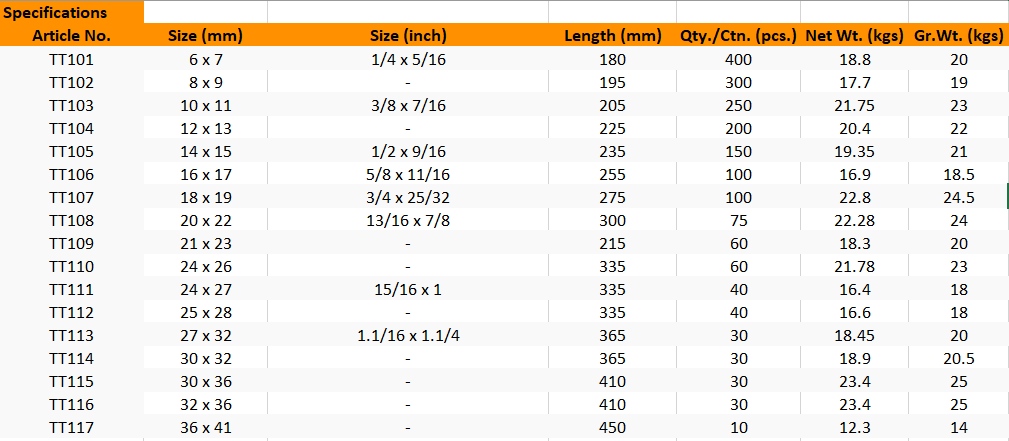 Specifications
Article No. Size (mm) Size (inch) Length (mm) Qty./Ctn. (pcs.) Net Wt. (kgs) Gr.Wt. (kgs)
TT101 6 x 7 1/4 x 5/16 180 400 18.8 20
TT102 8 x 9 - 195 300 17.7 19
TT103 10 x 11 3/8 x 7/16 205 250 21.75 23
TT104 12 x 13 - 225 200 20.4 22
TT105 14 x 15 1/2 x 9/16 235 150 19.35 21
TT106 16 x 17 5/8 x 11/16 255 100 16.9 18.5
TT107 18 x 19 3/4 x 25/32 275 100 22.8 24.5
TT108 20 x 22 13/16 x 7/8 300 75 22.28 24
TT109 21 x 23 - 215 60 18.3 20
TT110 24 x 26 - 335 60 21.78 23
TT111 24 x 27 15/16 x 1 335 40 16.4 18
TT112 25 x 28 - 335 40 16.6 18
TT113 27 x 32 1.1/16 x 1.1/4 365 30 18.45 20
TT114 30 x 32 - 365 30 18.9 20.5
TT115 30 x 36 - 410 30 23.4 25
TT116 32 x 36 - 410 30 23.4 25
TT117 36 x 41 - 450 10 12.3 14